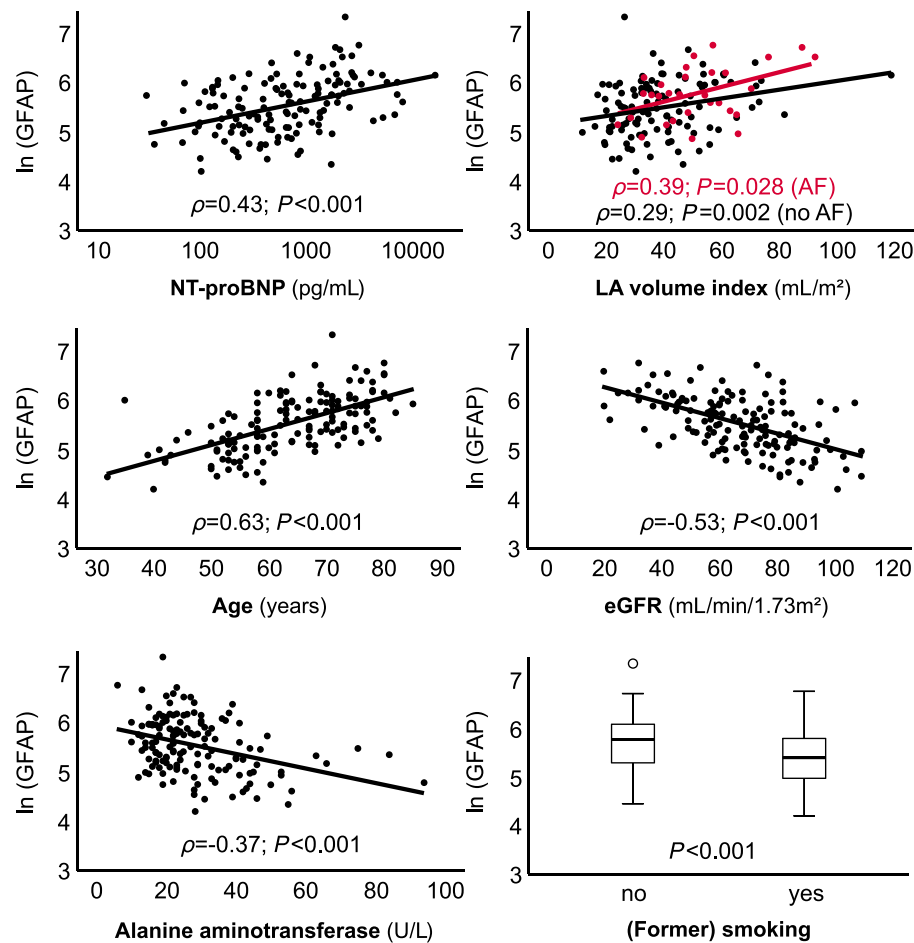 ln (GFAP)
7
6
5
4
3
ρ=0.43; P<0.001
10 100 1000 10000
NT-proBNP (pg/mL)
ln (GFAP)
7
6
5
4
3
ρ=0.39; P=0.028 (AF)
ρ=0.29; P=0.002 (no AF)
0 20 40 60 80 100 120
LA volume index (mL/m²)
ln (GFAP)
7
6
5
4
3
ρ=0.63; P<0.001
30 40 50 60 70 80 90
Age (years)
ln (GFAP)
7
6
5
4
3
ρ=-0.53; P<0.001
0 20 40 60 80 100 120
eGFR (mL/min/1.73m²)
ln (GFAP)
7
6
5
4
3
ρ=-0.37; P<0.001
0 20 40 60 80 100
Alanine aminotransferase (U/L)
ln (GFAP)
7
6
5
4
3
P<0.001
no yes
(Former) smoking